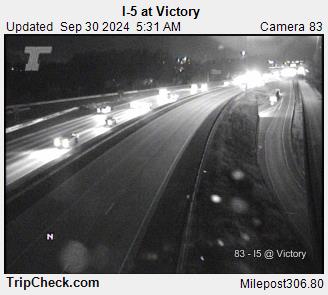 I-5 at Victory
Updated Sep 30 2024 5:31 AM Camera 83
T
N
83 - I5 @ Victory
TripCheck.com Milepost306.80